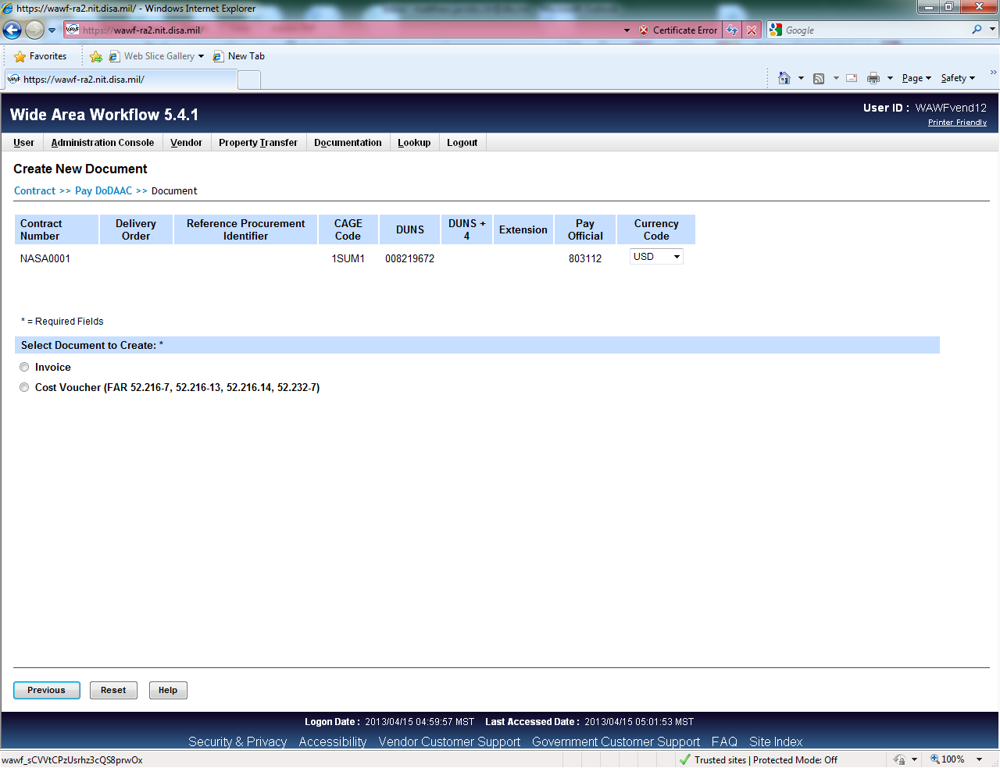 https://wawf-ra2.nit.disa.mil/ - Windows Internet Explorer
https://wawf-ra2.nit.disa.mil/
Certificate Error
Google
Favorites
Web Slice Gallery
New Tab
https://wawf-ra2.nit.disa.mil/
Page
Safety
Wide Area Workflow 5.4.1
User ID : WAWFvend12
Printer Friendly
User
Administration Console
Vendor
Property Transfer
Documentation
Lookup
Logout
Create New Document
Contract >> Pay DoDAAC >> Document
Contract Number
Delivery Order
Reference Procurement Identifier
CAGE Code
DUNS
DUNS + 4
Extension
Pay Official
Currency Code
NASA0001
1SUM1
008219672
803112
USD
* = Required Fields
Select Document to Create: *
Invoice
Cost Voucher (FAR 52.216-7, 52.216-13, 52.216.14, 52.232-7)
Previous
Reset
Help
Logon Date : 2013/04/15 04:59:57 MST Last Accessed Date : 2013/04/15 05:01:53 MST
Security & Privacy Accessibility Vendor Customer Support Government Customer Support FAQ Site Index
wawf_sCVVtCPzUsrhz3cQS8prwOx
Trusted sites | Protected Mode: Off
100%